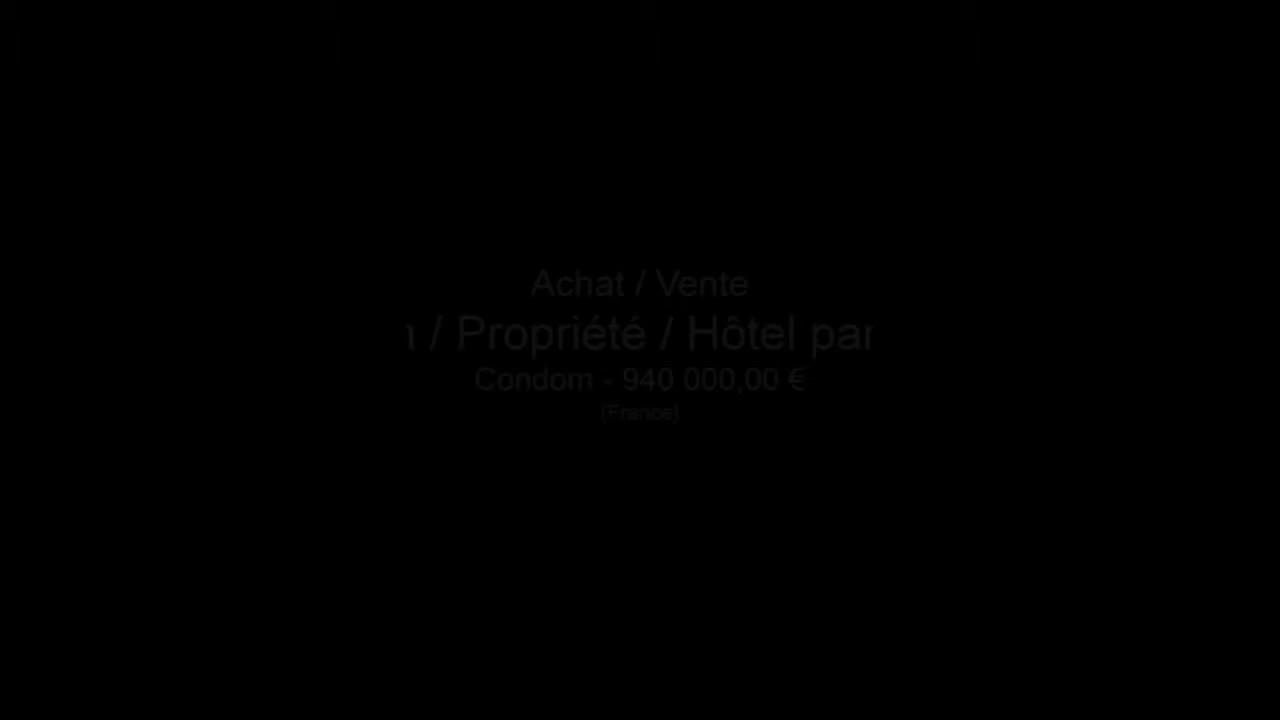 Achat / Vente
/ Propriété / Hôtel par
Condom - 940 000,00 €
(France)